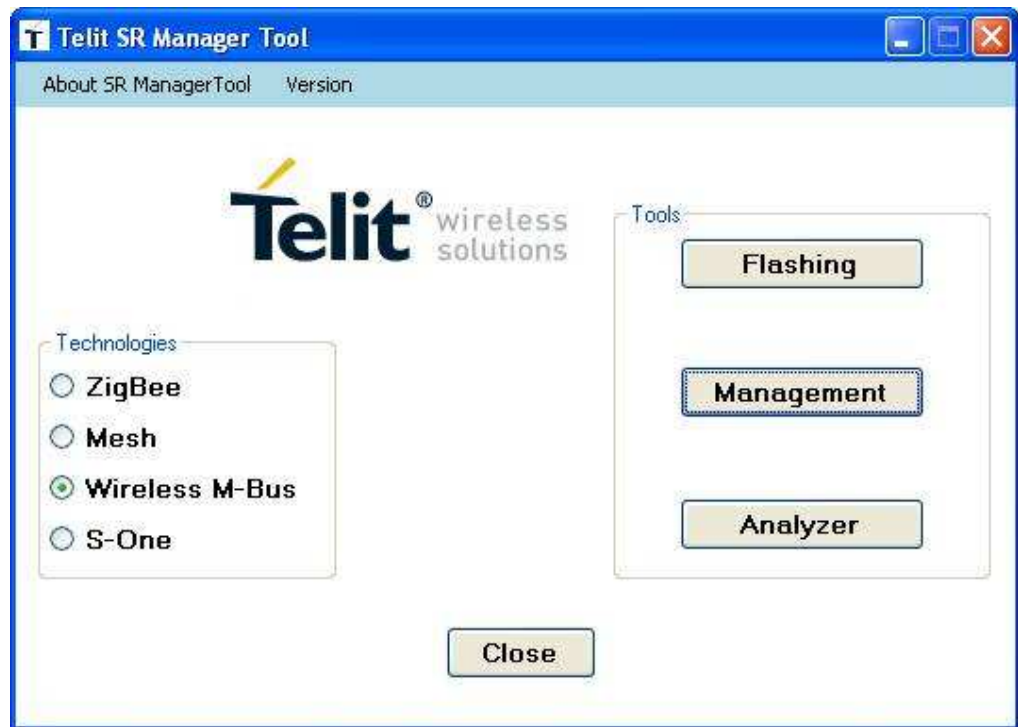 Telit SR Manager Tool
About SR ManagerTool Version
Telit® wireless solutions
Tools
Flashing
Technologies
ZigBee
Management
Mesh
Wireless M-Bus
Analyzer
S-One
Close